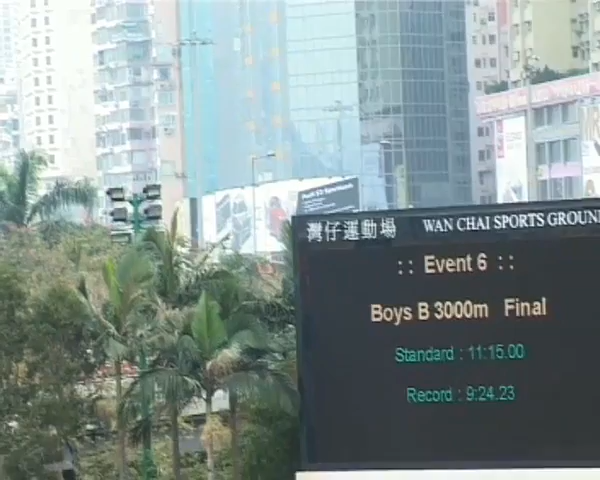 灣仔運動場 WAN CHAI SPORTS GROUN
: : Event 6 : :
Boys B 3000m Final
Standard : 11:15.00
Record : 9:24.23